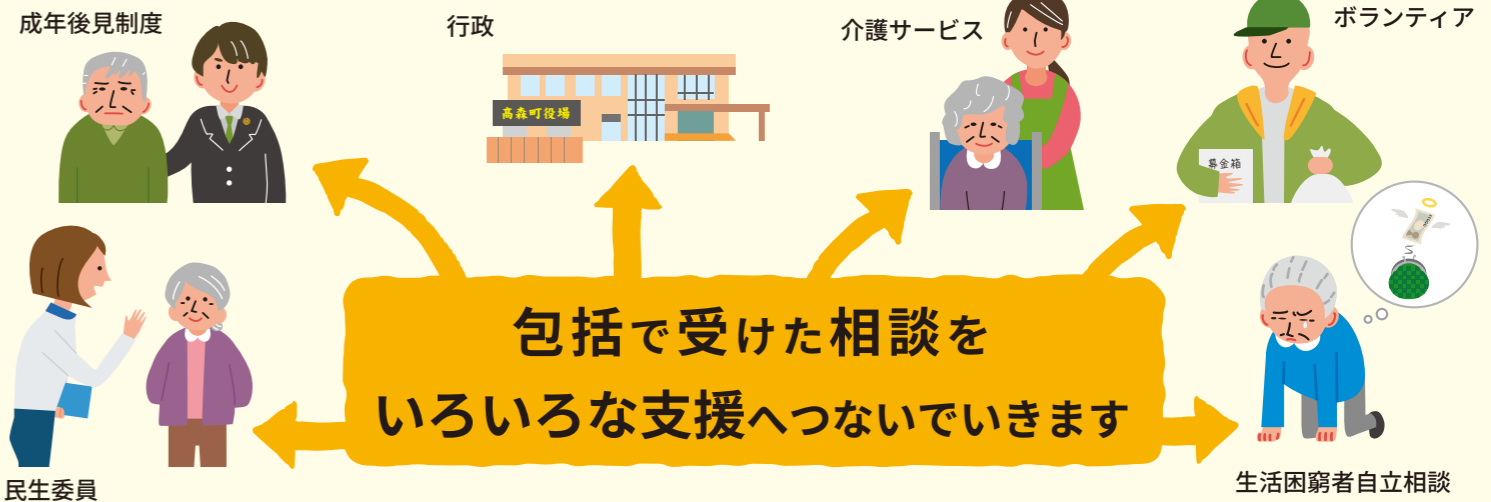 成年後見制度
行政
介護サービス
ボランティア
高森町役場
募金箱
包括で受けた相談を
いろいろな支援へつないでいきます
民生委員
生活困窮者自立相談